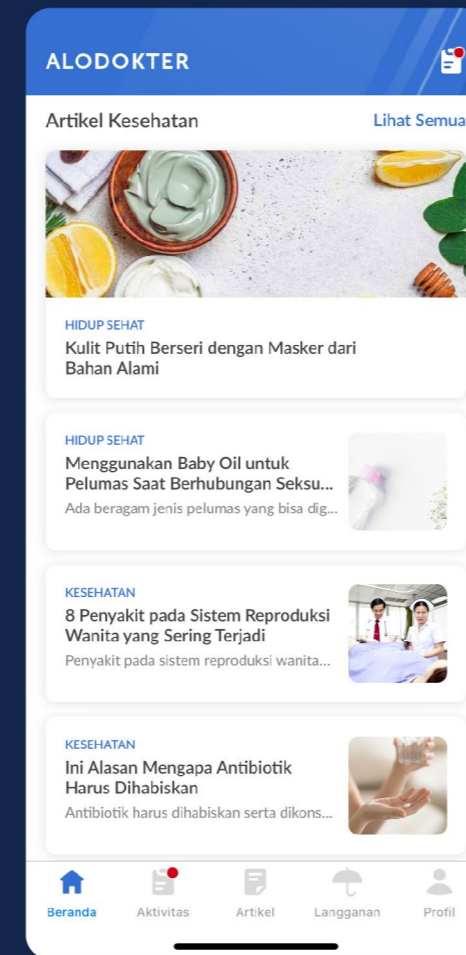 ALODOKTER
Artikel Kesehatan
Lihat Semua
HIDUP SEHAT
Kulit Putih Berseri dengan Masker dari
Bahan Alami
HIDUP SEHAT
Menggunakan Baby Oil untuk
Pelumas Saat Berhubungan Seksu...
Ada beragam jenis pelumas yang bisa dig...
KESEHATAN
8 Penyakit pada Sistem Reproduksi
Wanita yang Sering Terjadi
Penyakit pada sistem reproduksi wanita...
KESEHATAN
Ini Alasan Mengapa Antibiotik
Harus Dihabiskan
Antibiotik harus dihabiskan serta dikons...
Beranda Aktivitas Artikel Langganan Profil